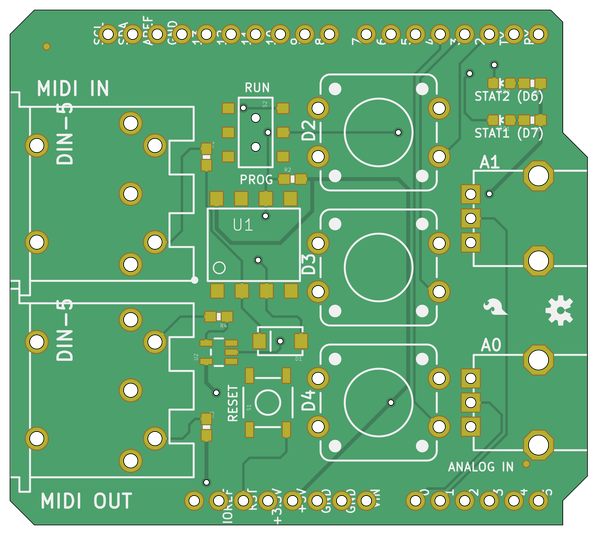 SCL SDA AREF GND 13 12 11 10 9 8 7 6 5 4 3 2 TX RX
MIDI IN
RUN
STAT2 (D6)
DIN-5
D2
STAT1 (D7)
A1
PROG
R2
U1
D3
DIN-5
A0
RESET
D4
ANALOG IN
MIDI OUT
IOREF RST +3.3V +5V GND GND VIN 0 1 2 3 4 5